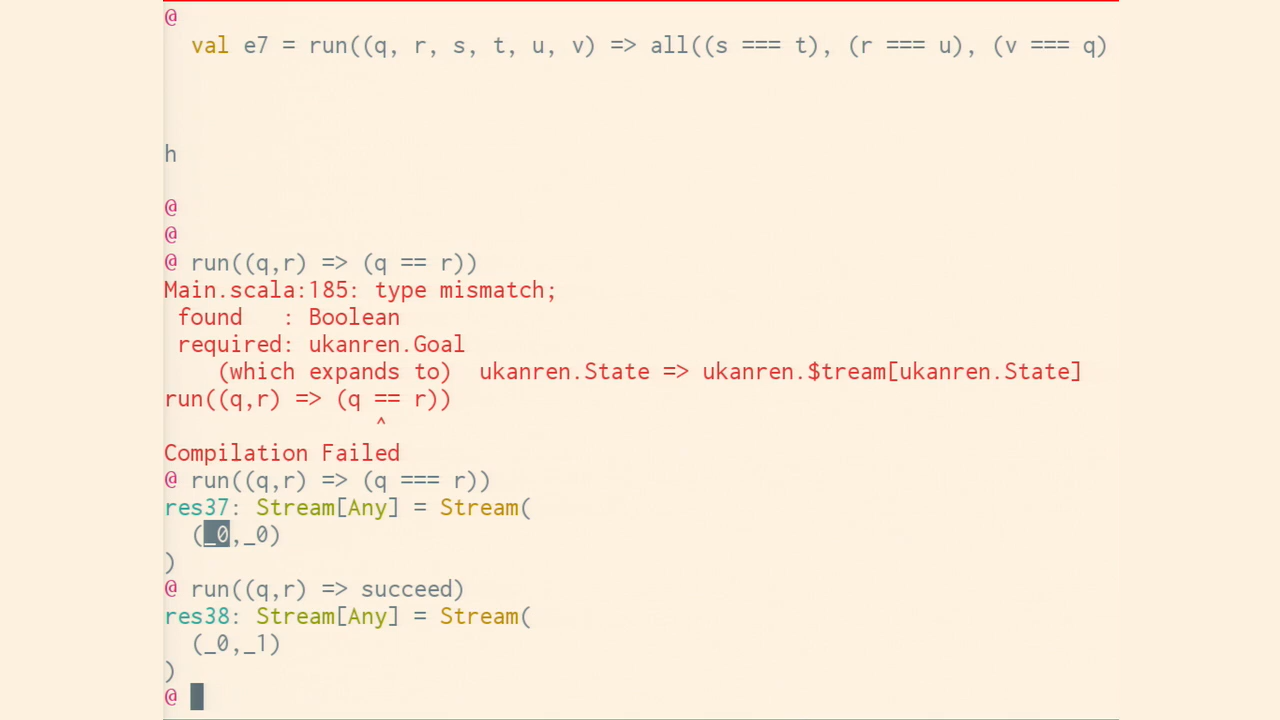 @
val e7 = run((q, r, s, t, u, v) => all((s === t), (r === u), (v === q)
h
@
@
@ run((q,r) => (q == r))
Main.scala:185: type mismatch;
found   : Boolean
required: ukanren.Goal
(which expands to)  ukanren.State => ukanren.$tream[ukanren.State]
run((q,r) => (q == r))
^
Compilation Failed
@ run((q,r) => (q === r))
res37: Stream[Any] = Stream(
(_0,_0)
)
@ run((q,r) => succeed)
res38: Stream[Any] = Stream(
(_0,_1)
)
@